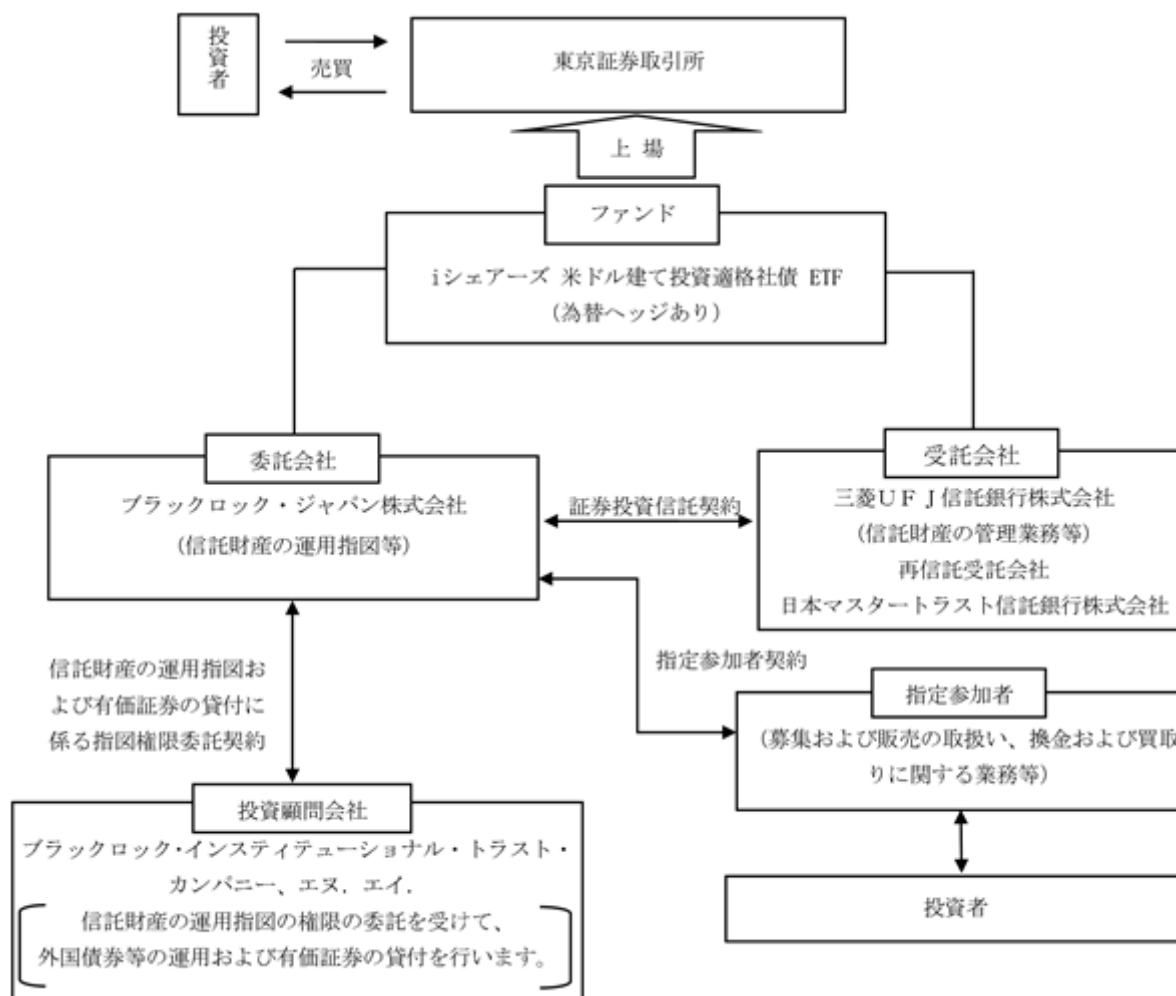 投資者
売買
東京証券取引所
上 場
ファンド
iシェアーズ 米ドル建て投資適格社債 ETF
(為替ヘッジあり)
委託会社
ブラックロック・ジャパン株式会社
(信託財産の運用指図等)
証券投資信託契約
受託会社
三菱UFJ信託銀行株式会社
(信託財産の管理業務等)
再信託受託会社
日本マスタートラスト信託銀行株式会社
信託財産の運用指図お
よび有価証券の貸付に
係る指図権限委託契約
指定参加者契約
指定参加者
(募集および販売の取扱い、換金および買取
りに関する業務等)
投資者
投資顧問会社
ブラックロック・インスティテューショナル・トラスト・
カンパニー、エヌ.エイ.
信託財産の運用指図の権限の委託を受けて、
外国債券等の運用および有価証券の貸付を行います。